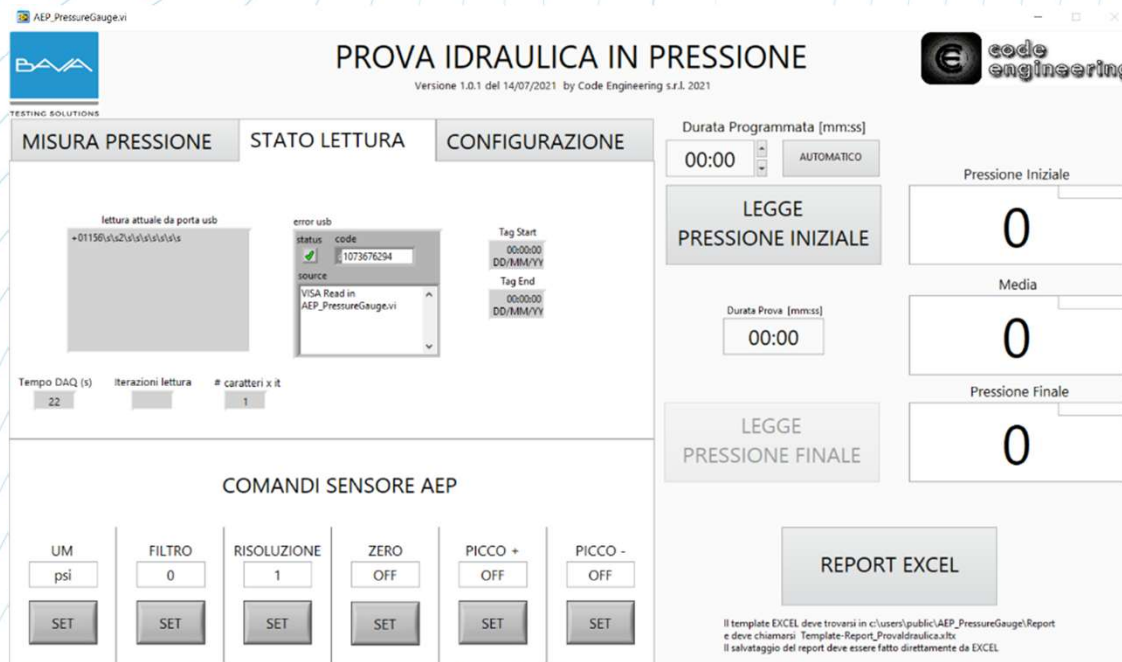 AEP_PressureGauge.vi
BAVA
TESTING SOLUTIONS
PROVA IDRAULICA IN PRESSIONE
Versione 1.0.1 del 14/07/2021 by Code Engineering s.r.l. 2021
code
engineering
MISURA PRESSIONE
STATO LETTURA
CONFIGURAZIONE
lettura attuale da porta usb
+01156\s\s2\s\s\s\s\s\s\s
error usb
status code
1073676294
source
VISA Read in
AEP_PressureGauge.vi
Tag Start
00:00:00
DD/MM/YY
Tag End
00:00:00
DD/MM/YY
Tempo DAQ (s)
22
Iterazioni lettura
# caratteri x it
1
COMANDI SENSORE AEP
UM
psi
SET
FILTRO
0
SET
RISOLUZIONE
1
SET
ZERO
OFF
SET
PICCO +
OFF
SET
PICCO -
OFF
SET
Durata Programmata [mm:ss]
00:00
AUTOMATICO
LEGGE
PRESSIONE INIZIALE
Pressione Iniziale
0
Durata Prova [mm:ss]
00:00
Media
0
LEGGE
PRESSIONE FINALE
Pressione Finale
0
REPORT EXCEL
Il template EXCEL deve trovarsi in c:\users\public\AEP_PressureGauge\Report
e deve chiamarsi Template-Report_ProvaIdraulica.xltx
Il salvataggio del report deve essere fatto direttamente da EXCEL